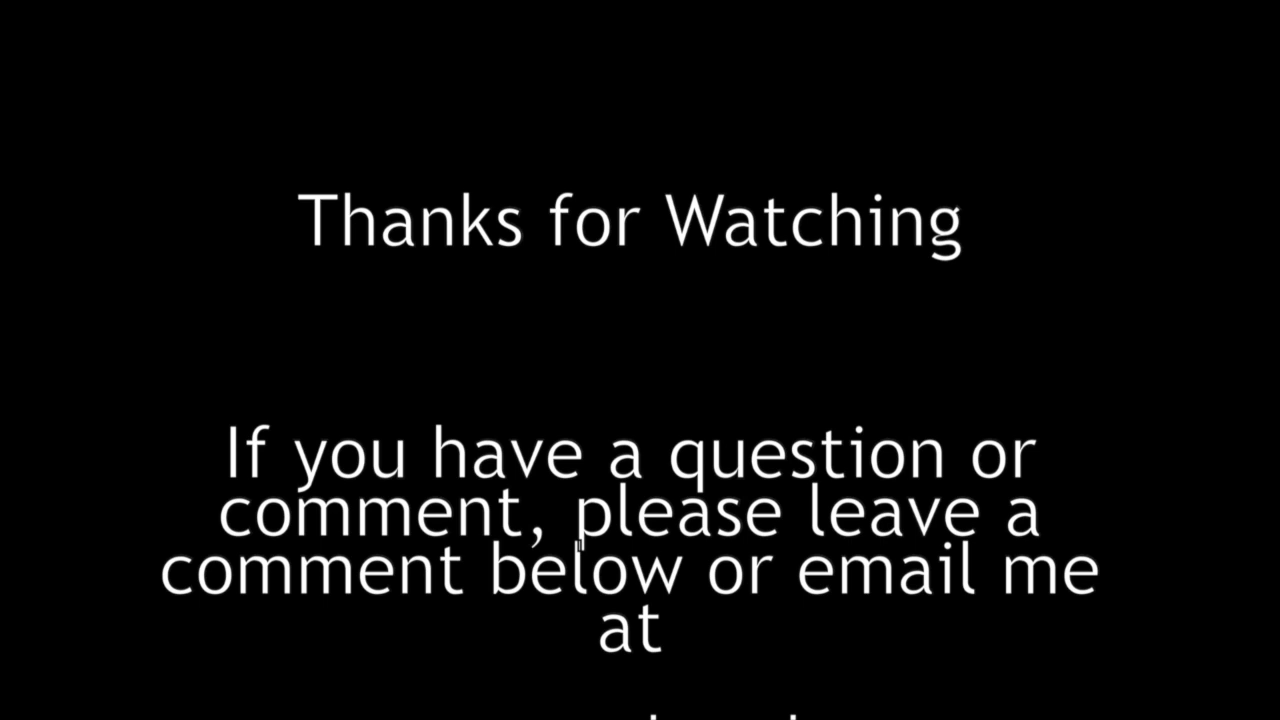 Thanks for Watching
If you have a question or
comment, please leave a
comment below or email me
at